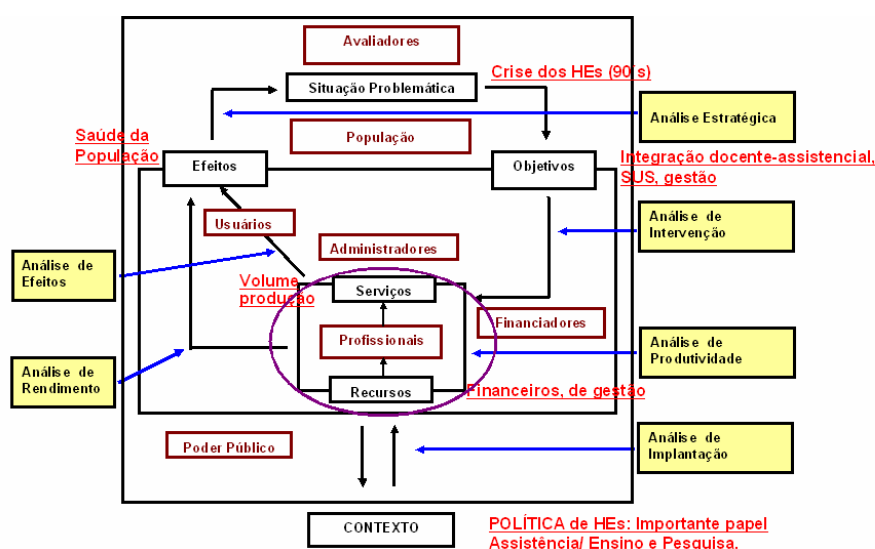 Avaliadores
Crise dos HEs (90´s)
Situação Problemática
Análise Estratégica
Saúde da
População
População
Efeitos
Objetivos
Integração docente-assistencial,
SUS, gestão
Usuários
Análise de
Intervenção
Administradores
Análise de
Efeitos
Volume
produção
Serviços
Financiadores
Profissionais
Análise de
Produtividade
Análise de
Rendimento
Recursos
Financeiros, de gestão
Poder Público
Análise de
Implantação
CONTEXTO
POLÍTICA de HEs: Importante papel
Assistência/ Ensino e Pesquisa.